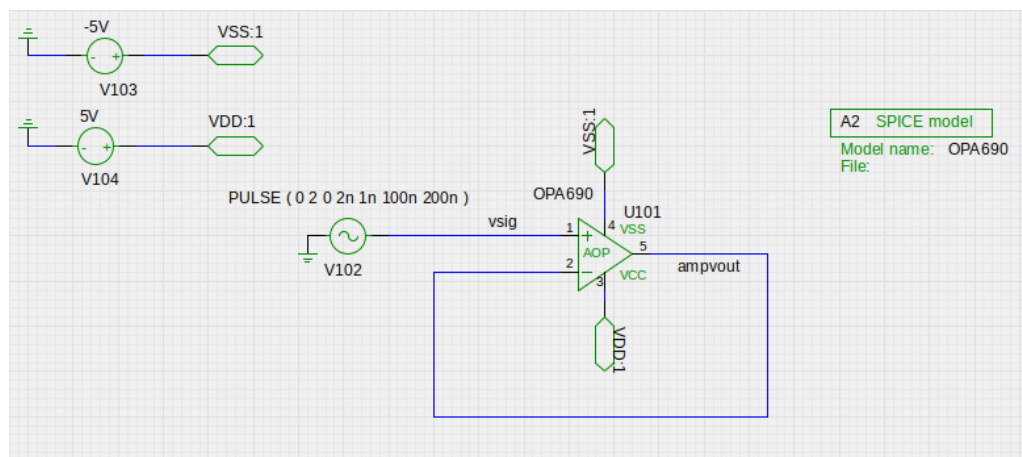 -5V
VSS:1
- +
V103
5V
VDD:1
- +
V104
PULSE ( 0 2 0 2n 1n 100n 200n )
V102
vsig
VSS:1
OPA690
U101
1
+
4
VSS
AOP
5
2
−
3
VCC
ampvout
VDD:1
A2 SPICE model
Model name: OPA690
File: